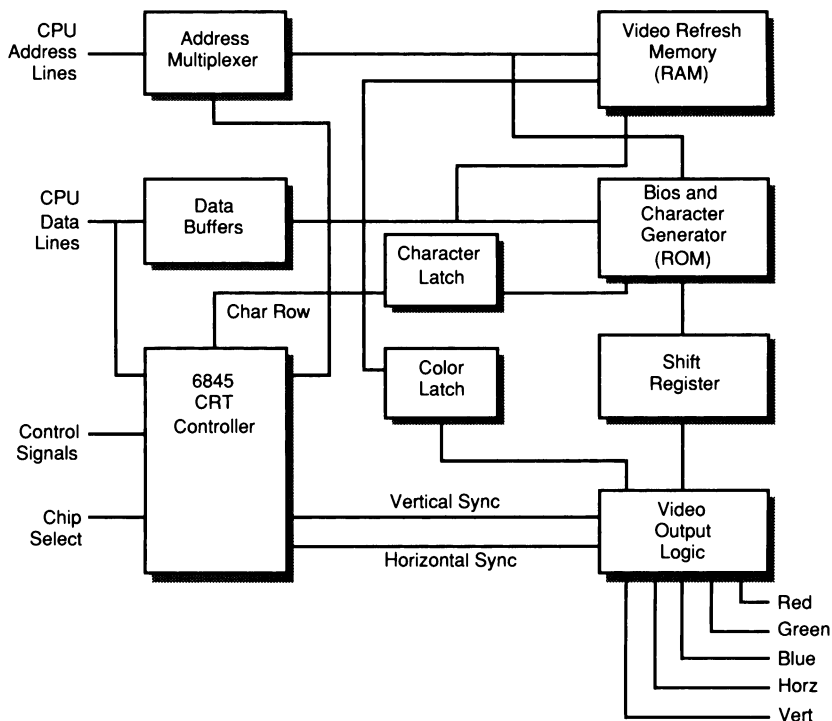 CPU
Address
Lines
Address
Multiplexer
Video Refresh
Memory
(RAM)
CPU
Data
Lines
Data
Buffers
Bios and
Character
Generator
(ROM)
Character
Latch
Char Row
6845
CRT
Controller
Color
Latch
Shift
Register
Control
Signals
Chip
Select
Vertical Sync
Horizontal Sync
Video
Output
Logic
Red
Green
Blue
Horz
Vert